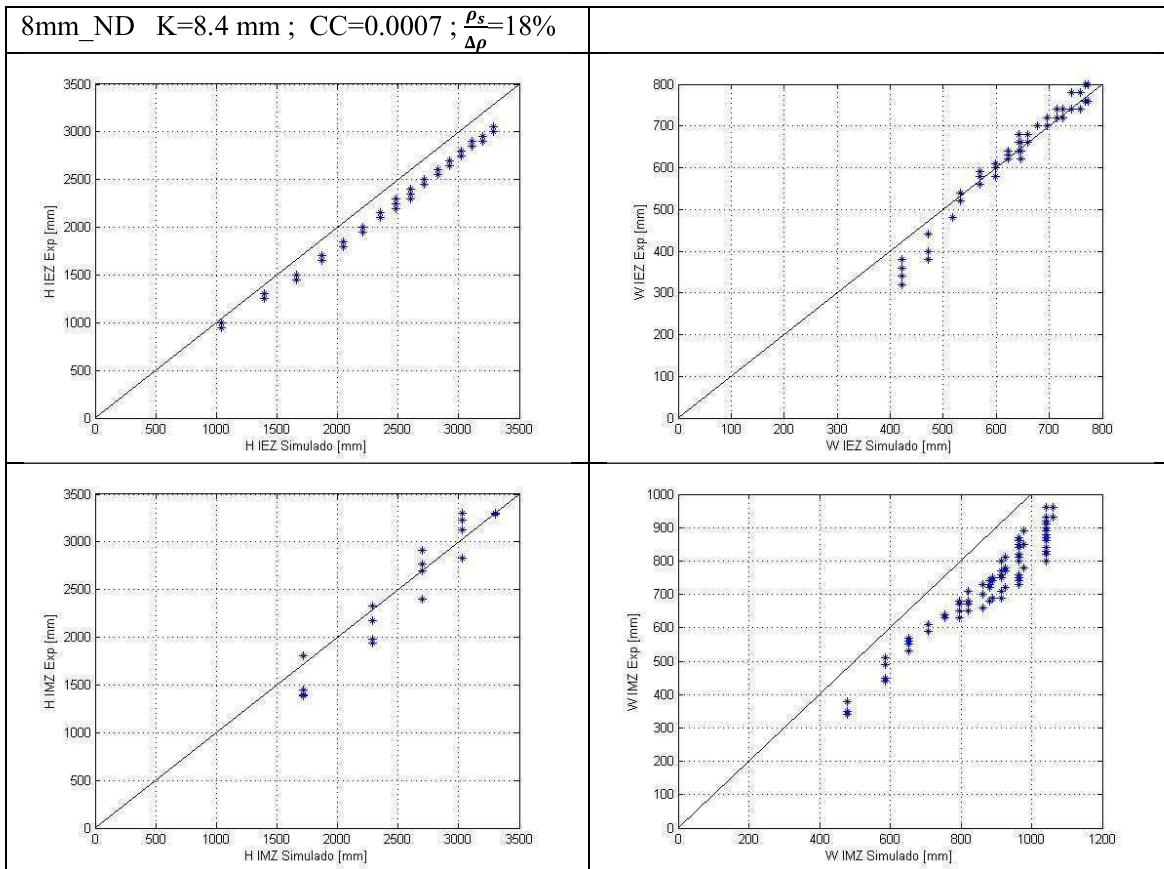 8mm_ND K=8.4 mm ; CC=0.0007 ; ρs/Δρ=18%
3500
3000
2500
2000
1500
1000
500
0
H IEZ Exp [mm]
0 500 1000 1500 2000 2500 3000 3500
H IEZ Simulado [mm]
800
700
600
500
400
300
200
100
0
W IEZ Exp [mm]
0 100 200 300 400 500 600 700 800
W IEZ Simulado [mm]
3500
3000
2500
2000
1500
1000
500
0
H IMZ Exp [mm]
0 500 1000 1500 2000 2500 3000 3500
H IMZ Simulado [mm]
1000
900
800
700
600
500
400
300
200
100
0
W IMZ Exp [mm]
0 200 400 600 800 1000 1200
W IMZ Simulado [mm]